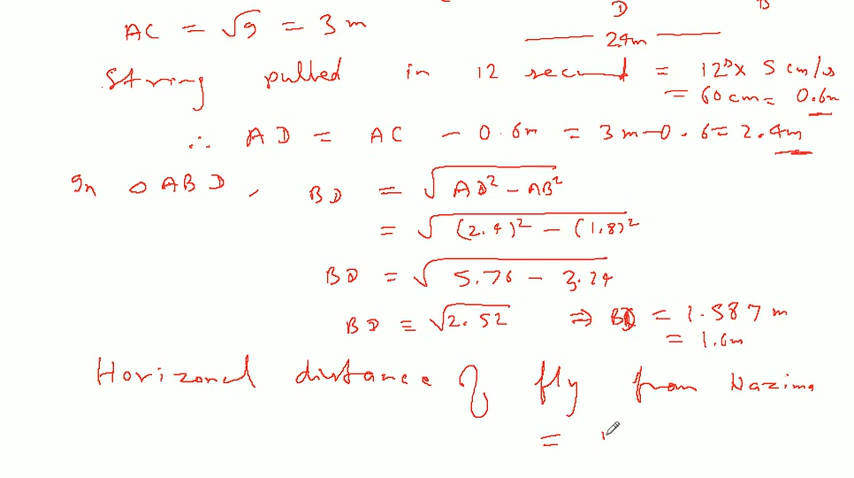 D B
AC = √9 = 3 m
2.4m
String pulled in 12 second = 12 × 5 cm/s
= 60 cm = 0.6m
∴ AD = AC - 0.6m = 3m - 0.6 = 2.4m
In △ ABD, BD = √AD² - AB²
= √(2.4)² - (1.8)²
BD = √5.76 - 3.24
BD = √2.52 ⇒ BD = 1.587 m
= 1.6m
Horizonal distance of fly from Nazima
=